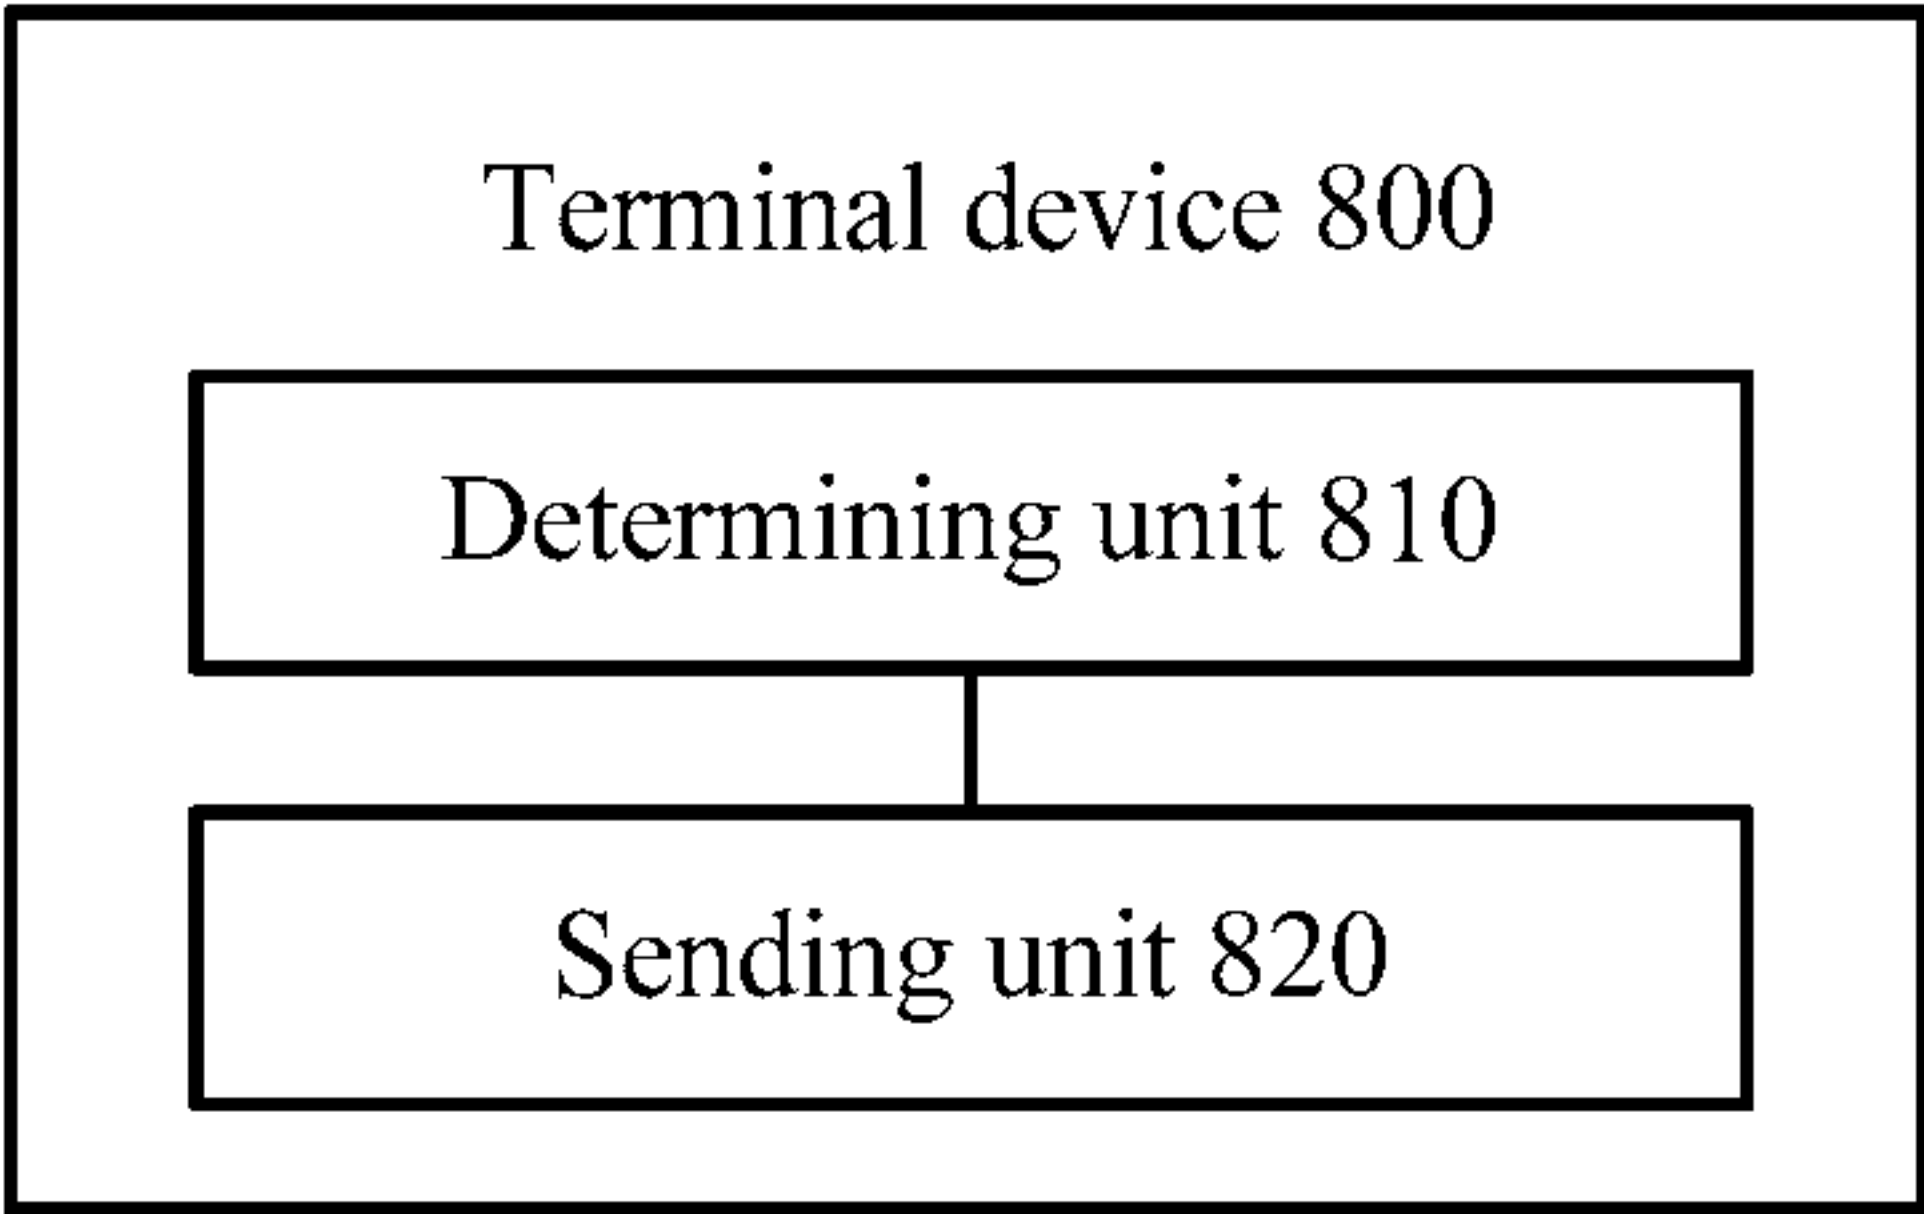 Terminal device 800
Determining unit 810
Sending unit 820